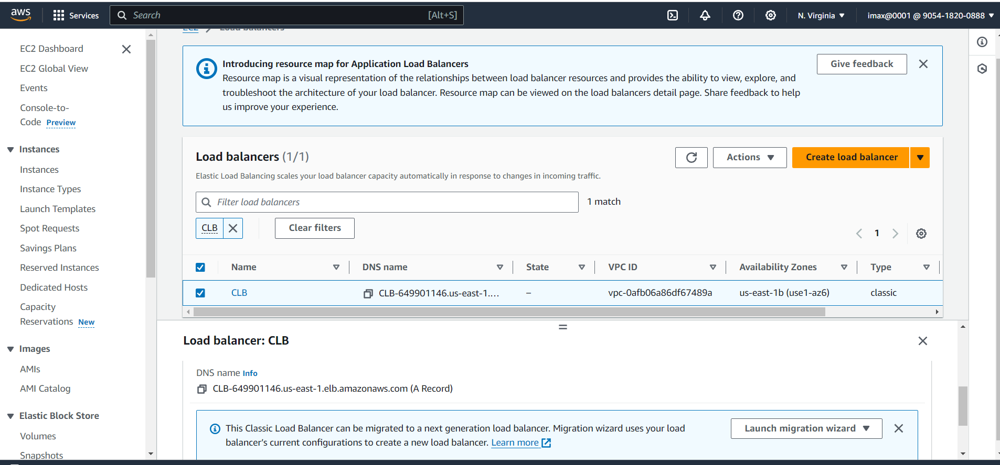 aws
Services
Search
[Alt+S]
N. Virginia
imax@0001 @ 9054-1820-0888
EC2 Dashboard
EC2 Global View
Events
Console-to-
Code Preview
Instances
Instances
Instance Types
Launch Templates
Spot Requests
Savings Plans
Reserved Instances
Dedicated Hosts
Capacity
Reservations New
Images
AMIs
AMI Catalog
Elastic Block Store
Volumes
Snapshots
EC2
Load balancers
Introducing resource map for Application Load Balancers
Resource map is a visual representation of the relationships between load balancer resources and provides the ability to view, explore, and
troubleshoot the architecture of your load balancer. Resource map can be viewed on the load balancers detail page. Share feedback to help
us improve your experience.
Give feedback
Load balancers (1/1)
Actions
Create load balancer
Elastic Load Balancing scales your load balancer capacity automatically in response to changes in incoming traffic.
Filter load balancers
1 match
CLB
Clear filters
1
Name DNS name State VPC ID Availability Zones Type
CLB CLB-649901146.us-east-1.... – vpc-0afb06a86df67489a us-east-1b (use1-az6) classic
Load balancer: CLB
DNS name Info
CLB-649901146.us-east-1.elb.amazonaws.com (A Record)
This Classic Load Balancer can be migrated to a next generation load balancer. Migration wizard uses your load
balancer's current configurations to create a new load balancer. Learn more
Launch migration wizard